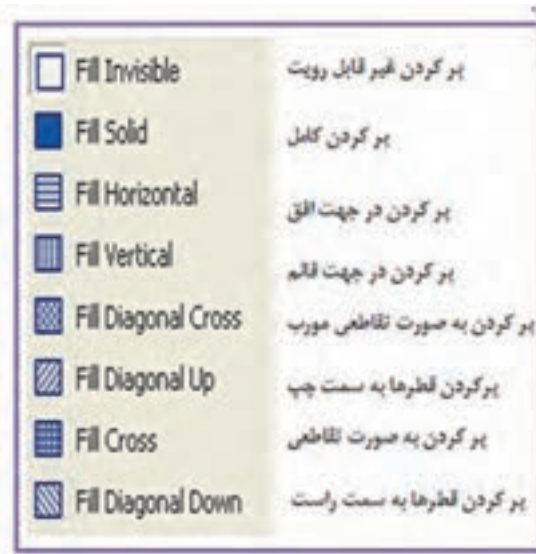 Fill Invisible پر کردن غیر قابل رویت
Fill Solid پر کردن کامل
Fill Horizontal پر کردن در جهت افق
Fill Vertical پر کردن در جهت قائم
Fill Diagonal Cross پر کردن به صورت تقاطعی مورب
Fill Diagonal Up پرکردن قطرها به سمت چپ
Fill Cross پر کردن به صورت تقاطعی
Fill Diagonal Down پر کردن قطرها به سمت راست